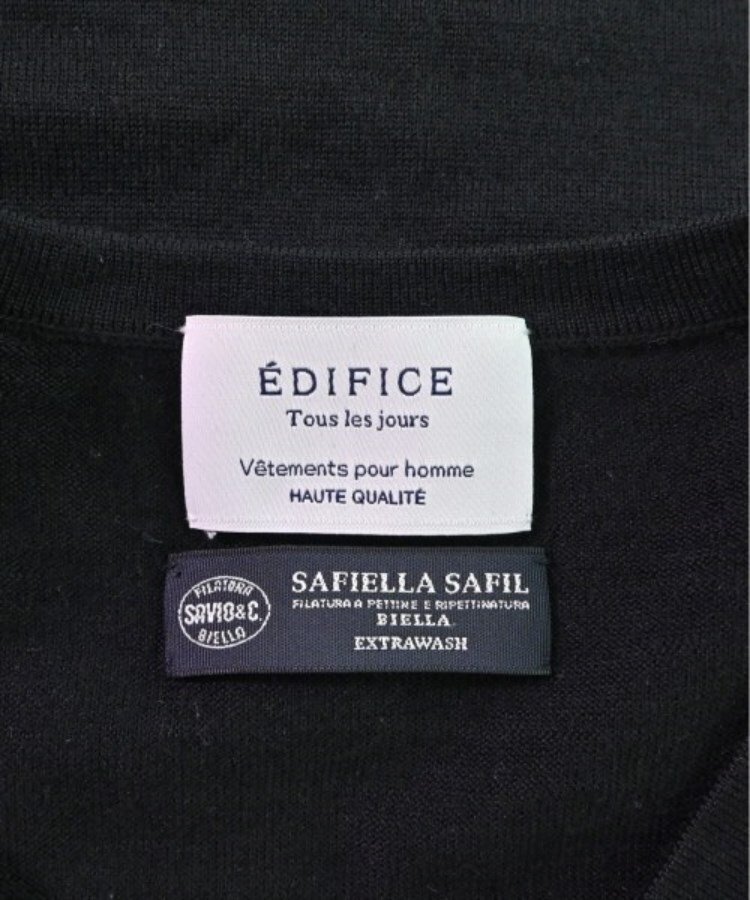 ÉDIFICE
Tous les jours
Vêtements pour homme
HAUTE QUALITÉ
FILATURA
SAVIO&C.
BIELLA
SAFIELLA SAFIL
FILATURA A PETTINE E RIPETTINATURA
BIELLA
EXTRAWASH